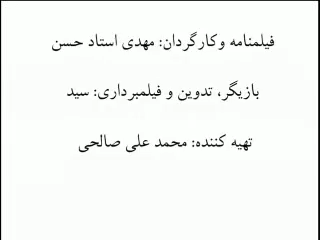 فیلمنامه وکارگردان: مهدی استاد حسن
بازیگر، تدوین و فیلمبرداری: سید
تهیه کننده: محمد علی صالحی